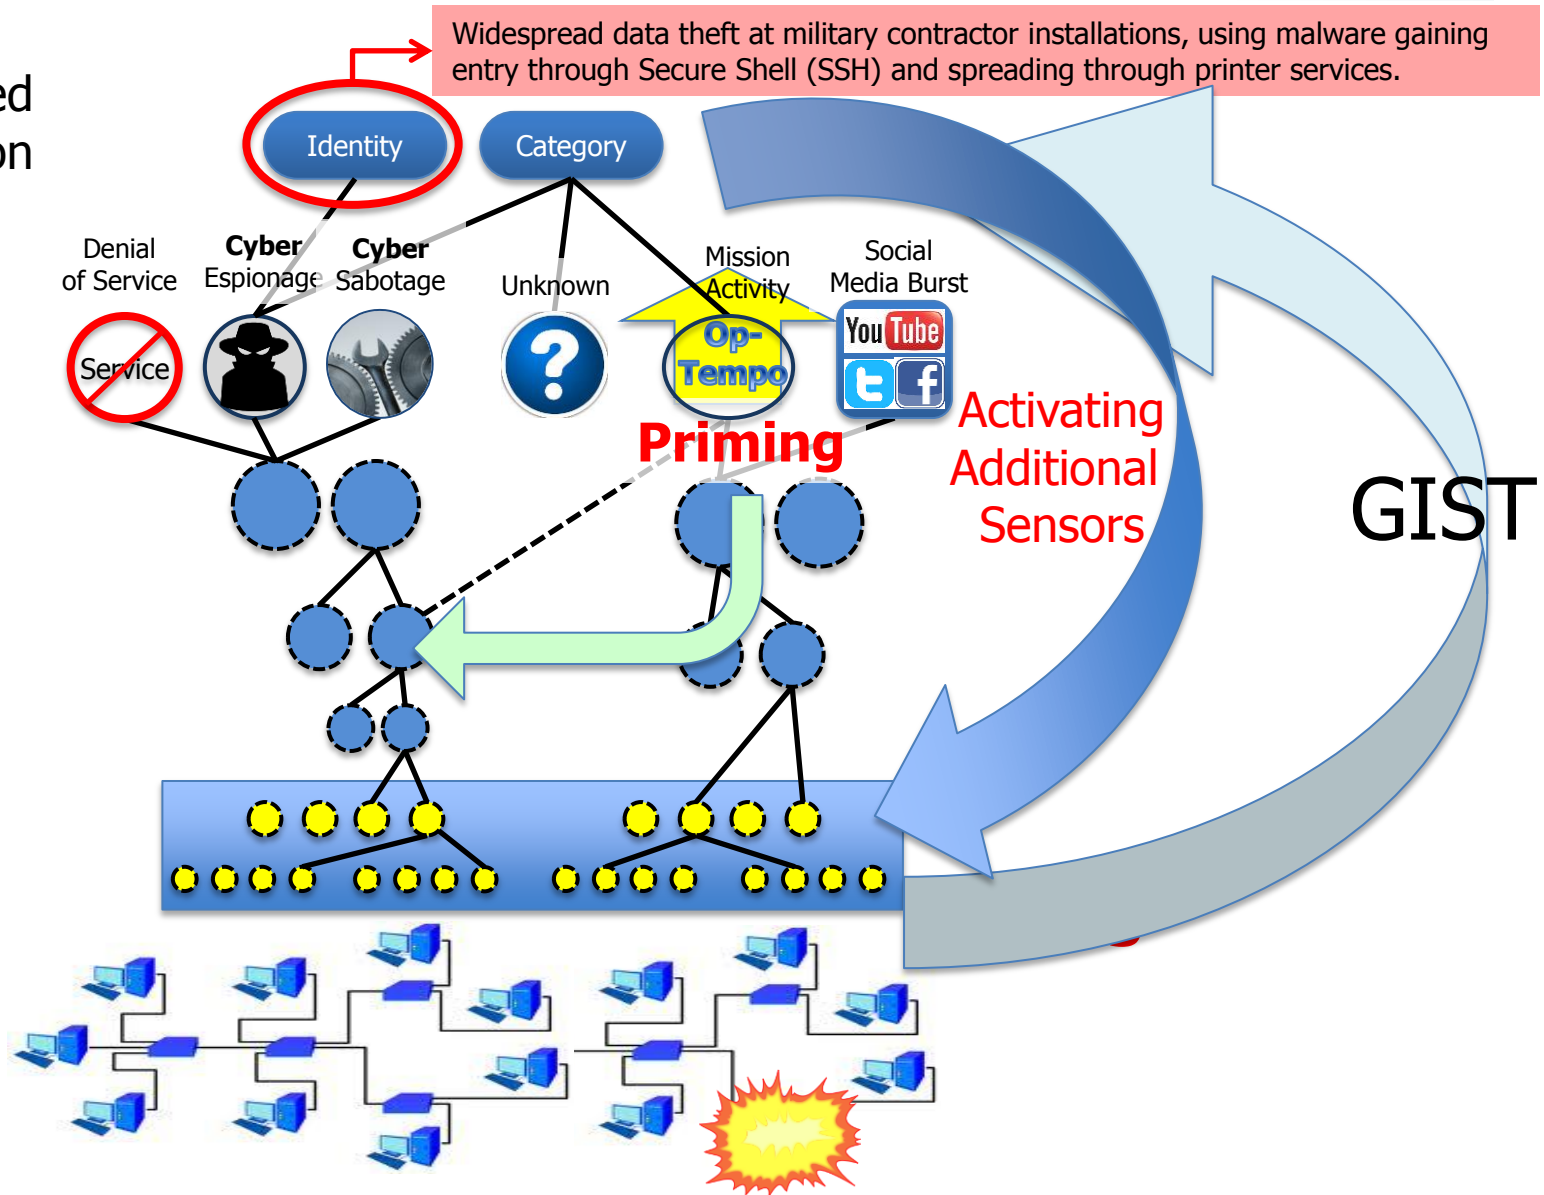 Widespread data theft at military contractor installations, using malware gaining
entry through Secure Shell (SSH) and spreading through printer services.
ed
on
Identity
Category
Denial
of Service
Cyber
Espionage
Cyber
Sabotage
Unknown
Mission
Activity
Social
Media Burst
Service
?
Op-
Tempo
You Tube
t
f
Priming
Activating
Additional
Sensors
GIST